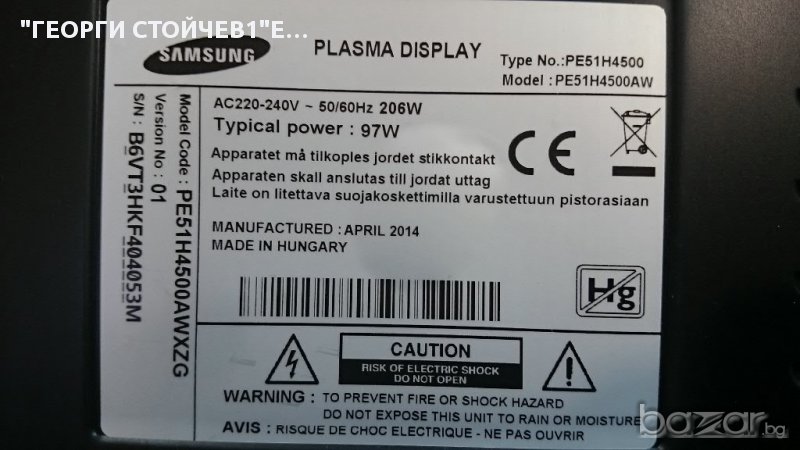 "ГЕОРГИ СТОЙЧЕВ1"Е...
SAMSUNG
PLASMA DISPLAY
Type No.:PE51H4500
Model :PE51H4500AW
AC220-240V ~ 50/60Hz 206W
Typical power : 97W
Apparatet må tilkoples jordet stikkontakt
Apparaten skall anslutas till jordat uttag
Laite on liitettava suojakoskettimilla varustettuun pistorasiaan
MANUFACTURED :APRIL 2014
MADE IN HUNGARY
CE
Hg
Model Code : PE51H4500AWXZG
Version No : 01
S/N : B6VT3HKF404053M
CAUTION
RISK OF ELECTRIC SHOCK
DO NOT OPEN
WARNING : TO PREVENT FIRE OR SHOCK HAZARD
DO NOT EXPOSE THIS UNIT TO RAIN OR MOISTURE
AVIS : RISQUE DE CHOC ELECTRIQUE - NE PAS OUVRIR
bazar.bg